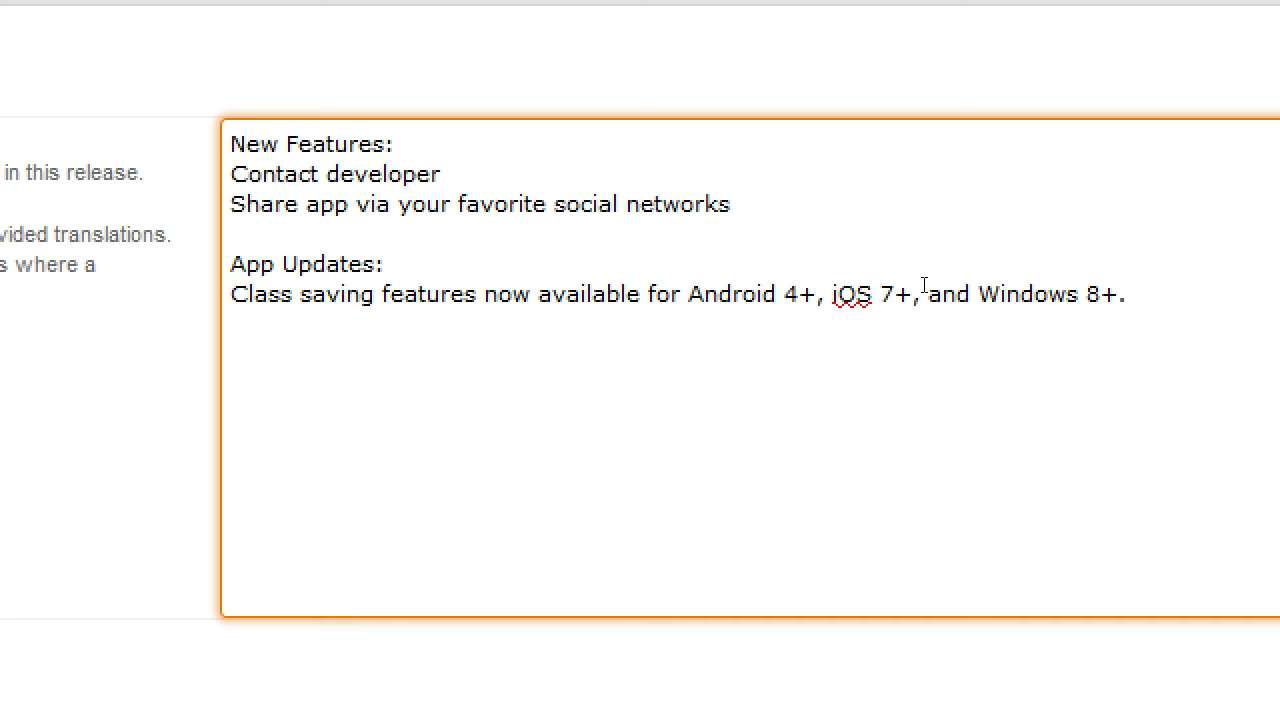 New Features:
in this release.
Contact developer
Share app via your favorite social networks
vided translations.
s where a
App Updates:
Class saving features now available for Android 4+, iOS 7+, and Windows 8+.